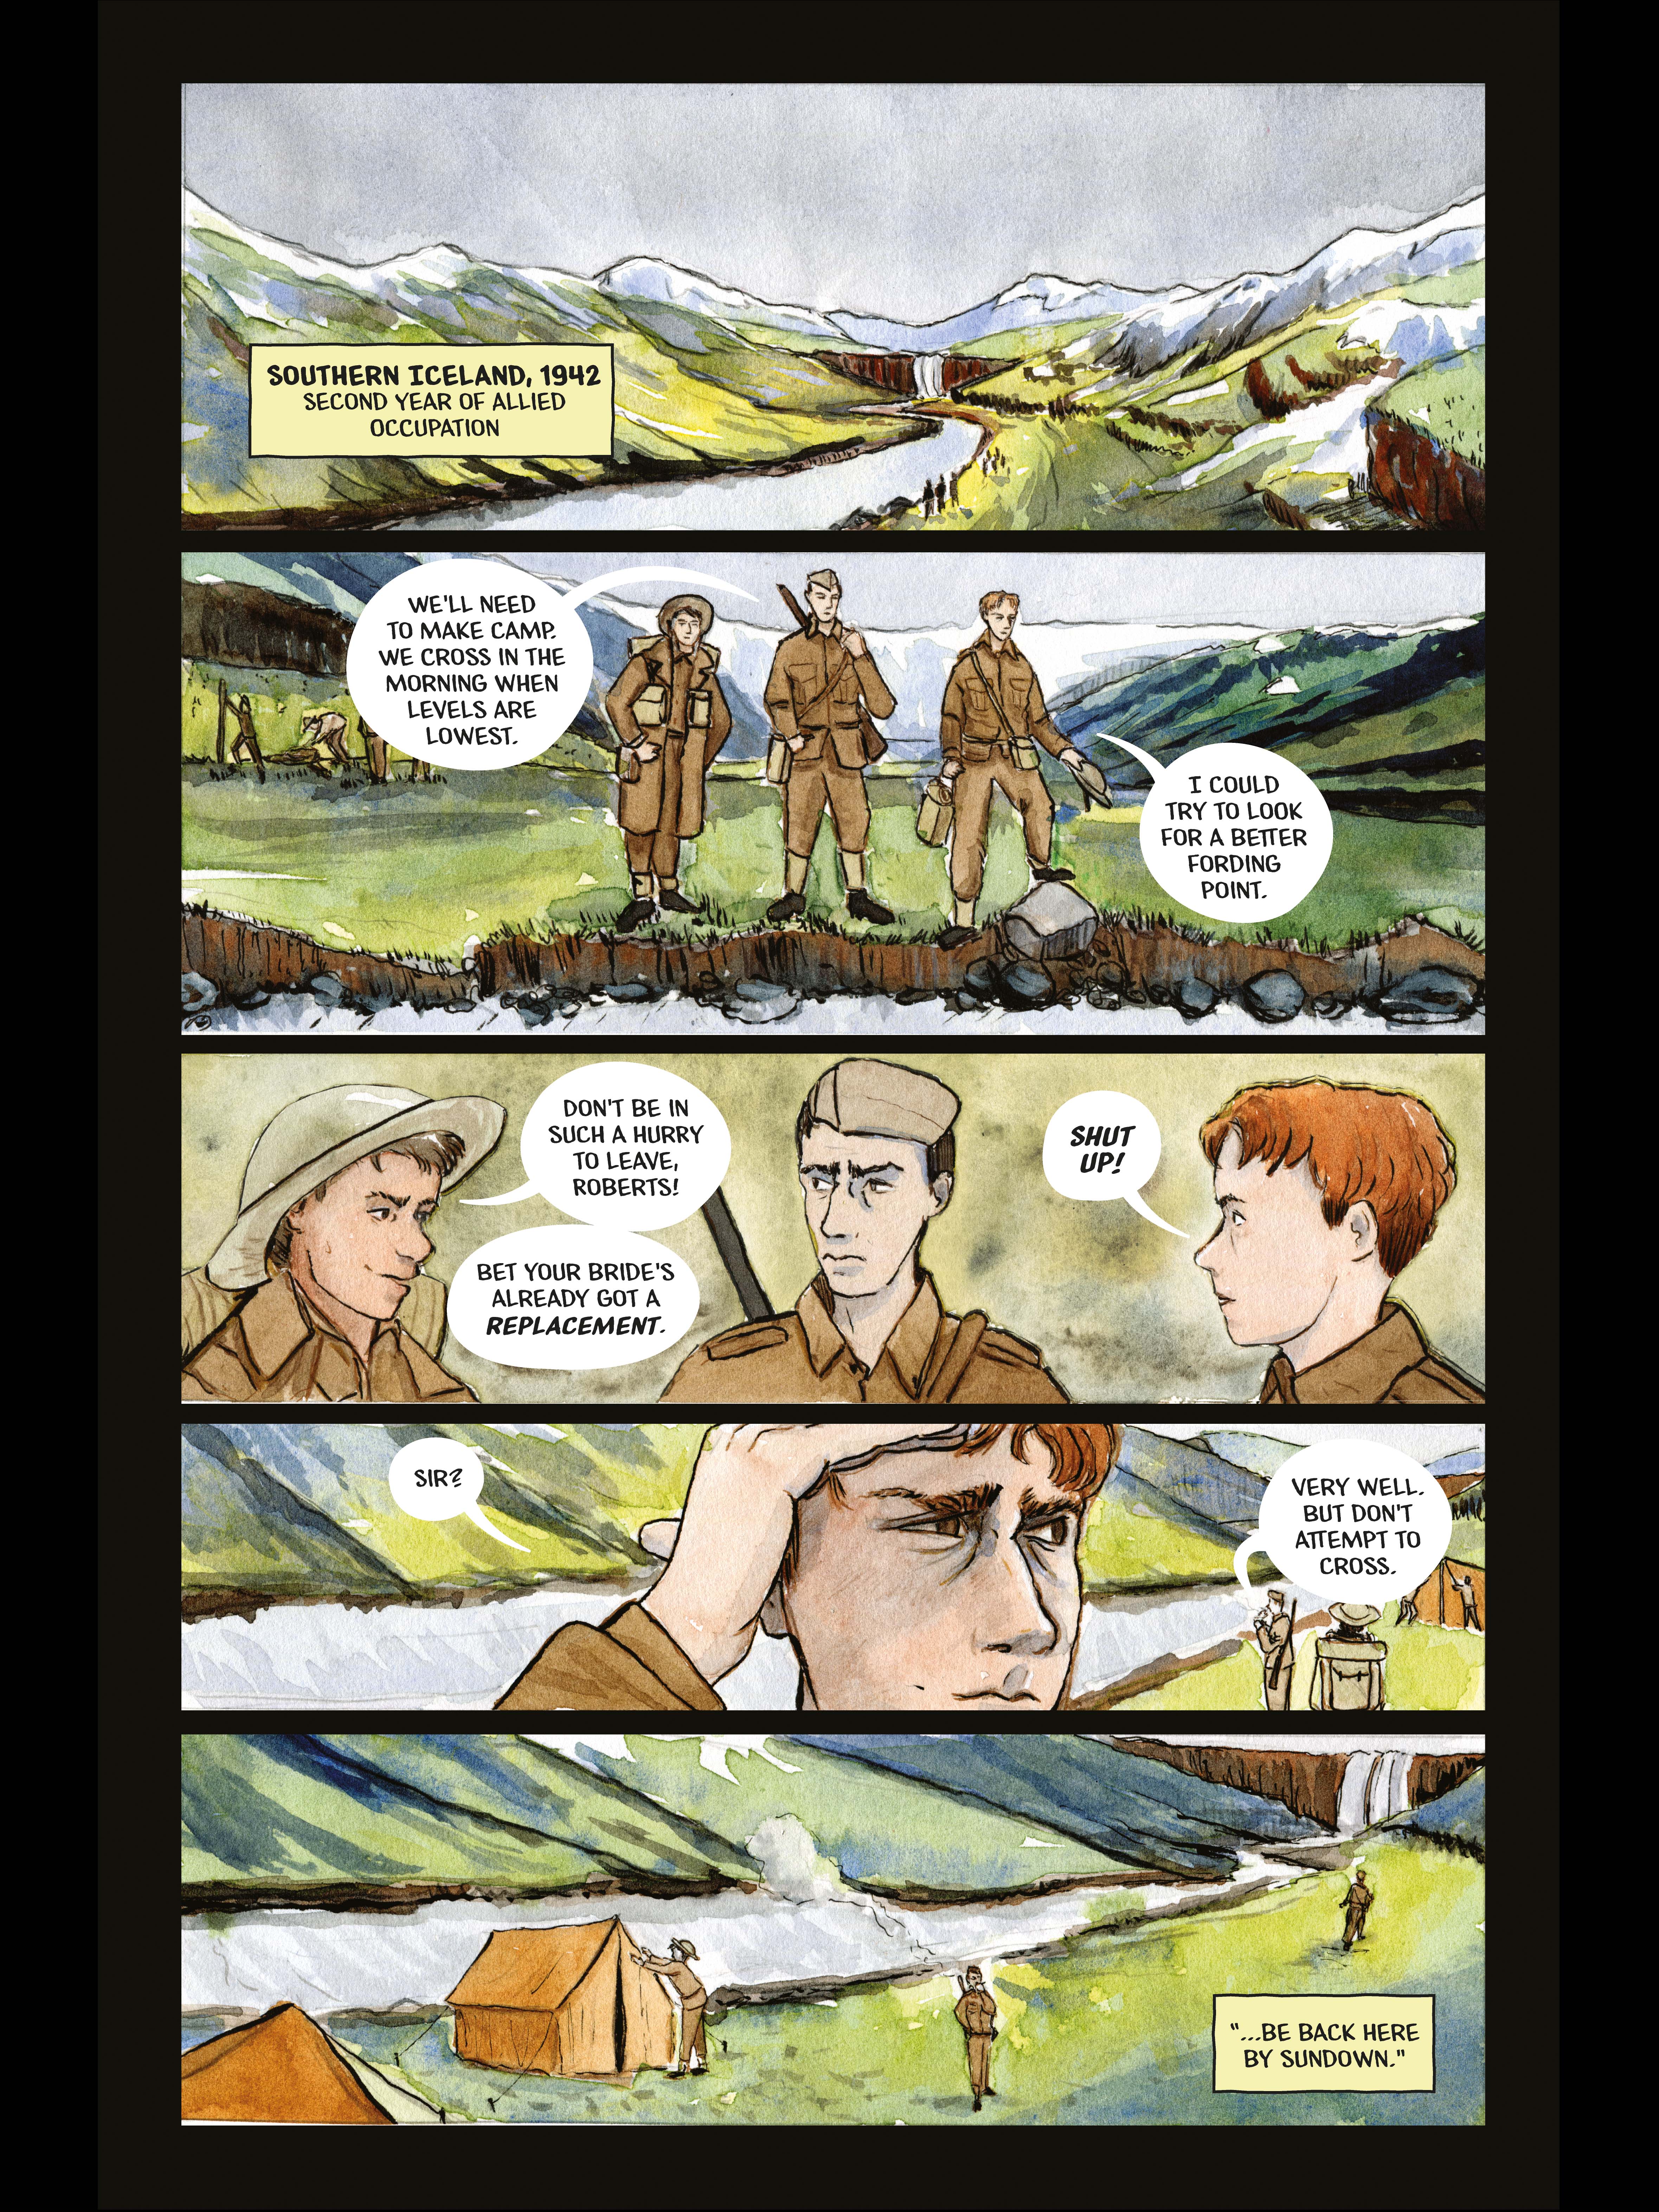 SOUTHERN ICELAND, 1942
SECOND YEAR OF ALLIED
OCCUPATION
WE'LL NEED
TO MAKE CAMP.
WE CROSS IN THE
MORNING WHEN
LEVELS ARE
LOWEST.
I COULD
TRY TO LOOK
FOR A BETTER
FORDING
POINT.
DON'T BE IN
SUCH A HURRY
TO LEAVE,
ROBERTS!
BET YOUR BRIDE'S
ALREADY GOT A
REPLACEMENT.
SHUT
UP!
SIR?
VERY WELL.
BUT DON'T
ATTEMPT TO
CROSS.
"...BE BACK HERE
BY SUNDOWN."